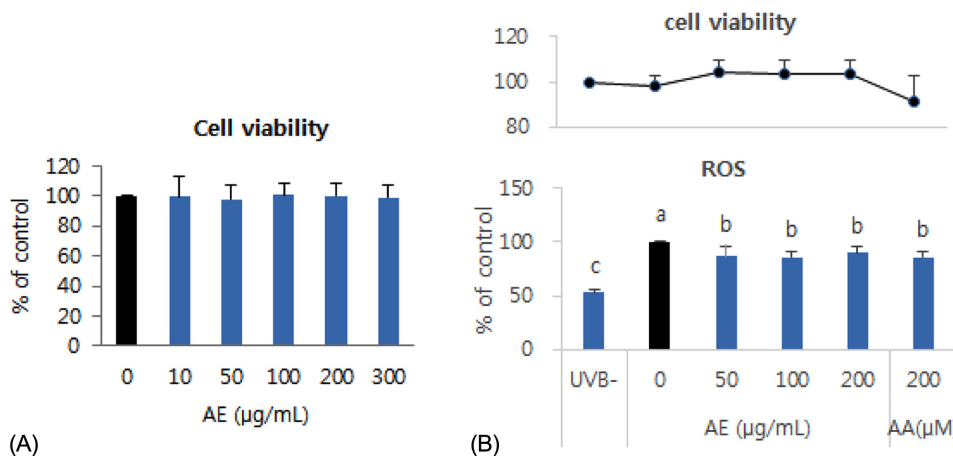 Cell viability
% of control
120
100
80
60
40
20
0
0 10 50 100 200 300
AE (µg/mL)
(A)
cell viability
120
100
80
ROS
% of control
150
100
50
0
c a b b b b
UVB- 0 50 100 200 200
AE (µg/mL) AA(µM
(B)